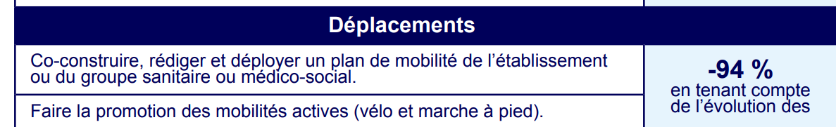 Déplacements
Co-construire, rédiger et déployer un plan de mobilité de l'établissement
ou du groupe sanitaire ou médico-social.
Faire la promotion des mobilités actives (vélo et marche à pied).
-94 %
en tenant compte
de l'évolution des